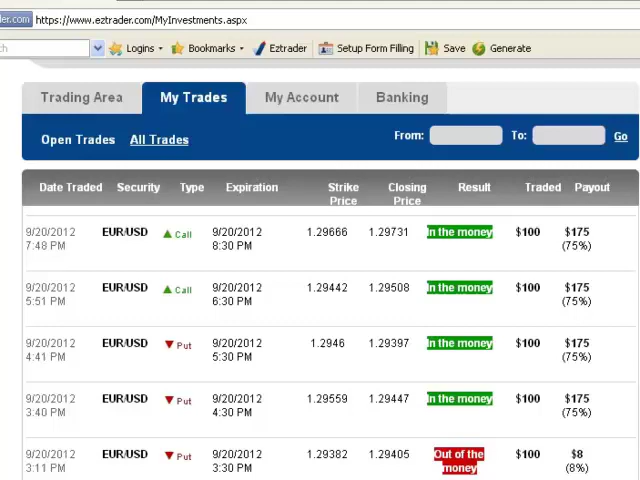 der.com https://www.eztrader.com/MyInvestments.aspx
ch Logins Bookmarks Eztrader Setup Form Filling Save Generate
Trading Area My Trades My Account Banking
Open Trades All Trades From: To: Go
Date Traded Security Type Expiration Strike Price Closing Price Result Traded Payout
9/20/2012 EUR/USD Call 9/20/2012 1.29666 1.29731 In the money $100 $175
7:48 PM 8:30 PM (75%)
9/20/2012 EUR/USD Call 9/20/2012 1.29442 1.29508 In the money $100 $175
5:51 PM 6:30 PM (75%)
9/20/2012 EUR/USD Put 9/20/2012 1.2946 1.29397 In the money $100 $175
4:41 PM 5:30 PM (75%)
9/20/2012 EUR/USD Put 9/20/2012 1.29559 1.29447 In the money $100 $175
3:40 PM 4:30 PM (75%)
9/20/2012 EUR/USD Put 9/20/2012 1.29382 1.29405 Out of the $100 $8
3:11 PM 3:30 PM money (8%)